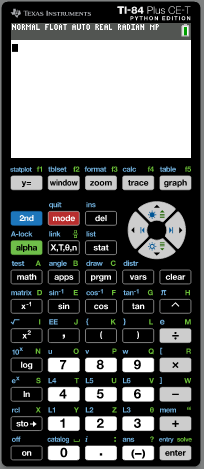 TEXAS INSTRUMENTS TI-84 Plus CE-T
PYTHON EDITION
NORMAL FLOAT AUTO REAL RADIAN MP
statplot f1 tblset f2 format f3 calc f4 table f5
y= window zoom trace graph
quit ins
2nd mode del
A-lock link list
alpha X,T,θ,n stat
test A angle B draw C distr
math apps prgm vars clear
matrix D sin⁻¹ E cos⁻¹ F tan⁻¹ G π H
x⁻¹ sin cos tan ^
√ I EE J { K } L e M
x² , ( ) ÷
10ˣ N u O v P w Q [ R
log 7 8 9 ×
eˣ S L4 T L5 U L6 V ] W
ln 4 5 6 −
rcl X L1 Y L2 Z L3 θ mem "
sto→ 1 2 3 +
off catalog i : ans ? entry solve
on 0 . (−) enter